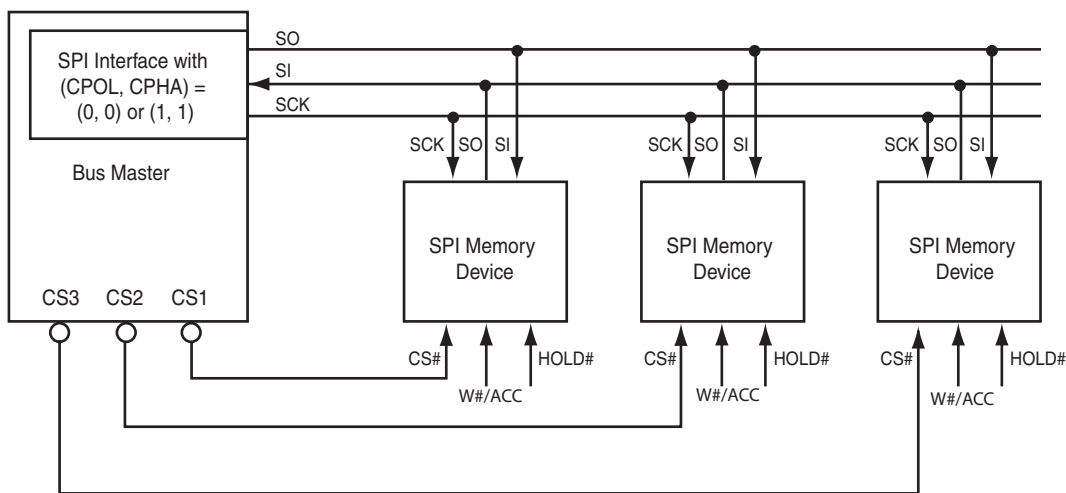 SO
SPI Interface with
(CPOL, CPHA) =
(0, 0) or (1, 1)
SI
SCK
Bus Master
SCK SO SI
SCK SO SI
SCK SO SI
SPI Memory
Device
SPI Memory
Device
SPI Memory
Device
CS3 CS2 CS1
CS# HOLD#
W#/ACC
CS# HOLD#
W#/ACC
CS# HOLD#
W#/ACC